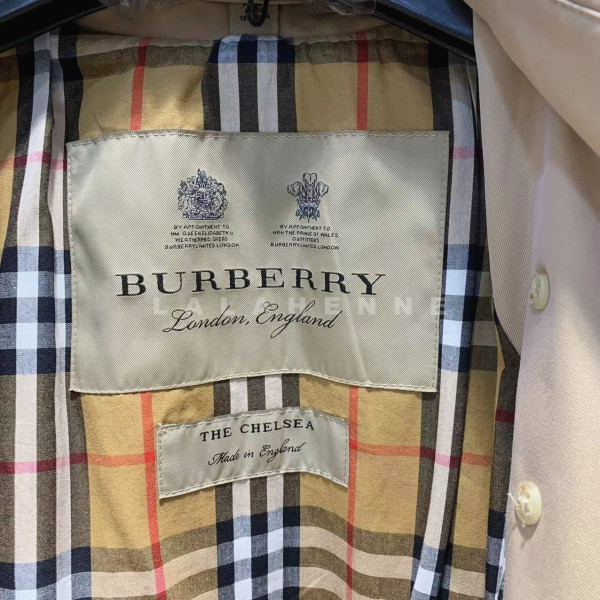 BY APPOINTMENT TO
H.M. QUEEN ELIZABETH II
WEATHERPROOFERS
BURBERRY LIMITED LONDON
BY APPOINTMENT TO
HRH THE PRINCE OF WALES
OUTFITTERS
BURBERRY LIMITED LONDON
BURBERRY
LALAHENNE
London, England
THE CHELSEA
Made in England